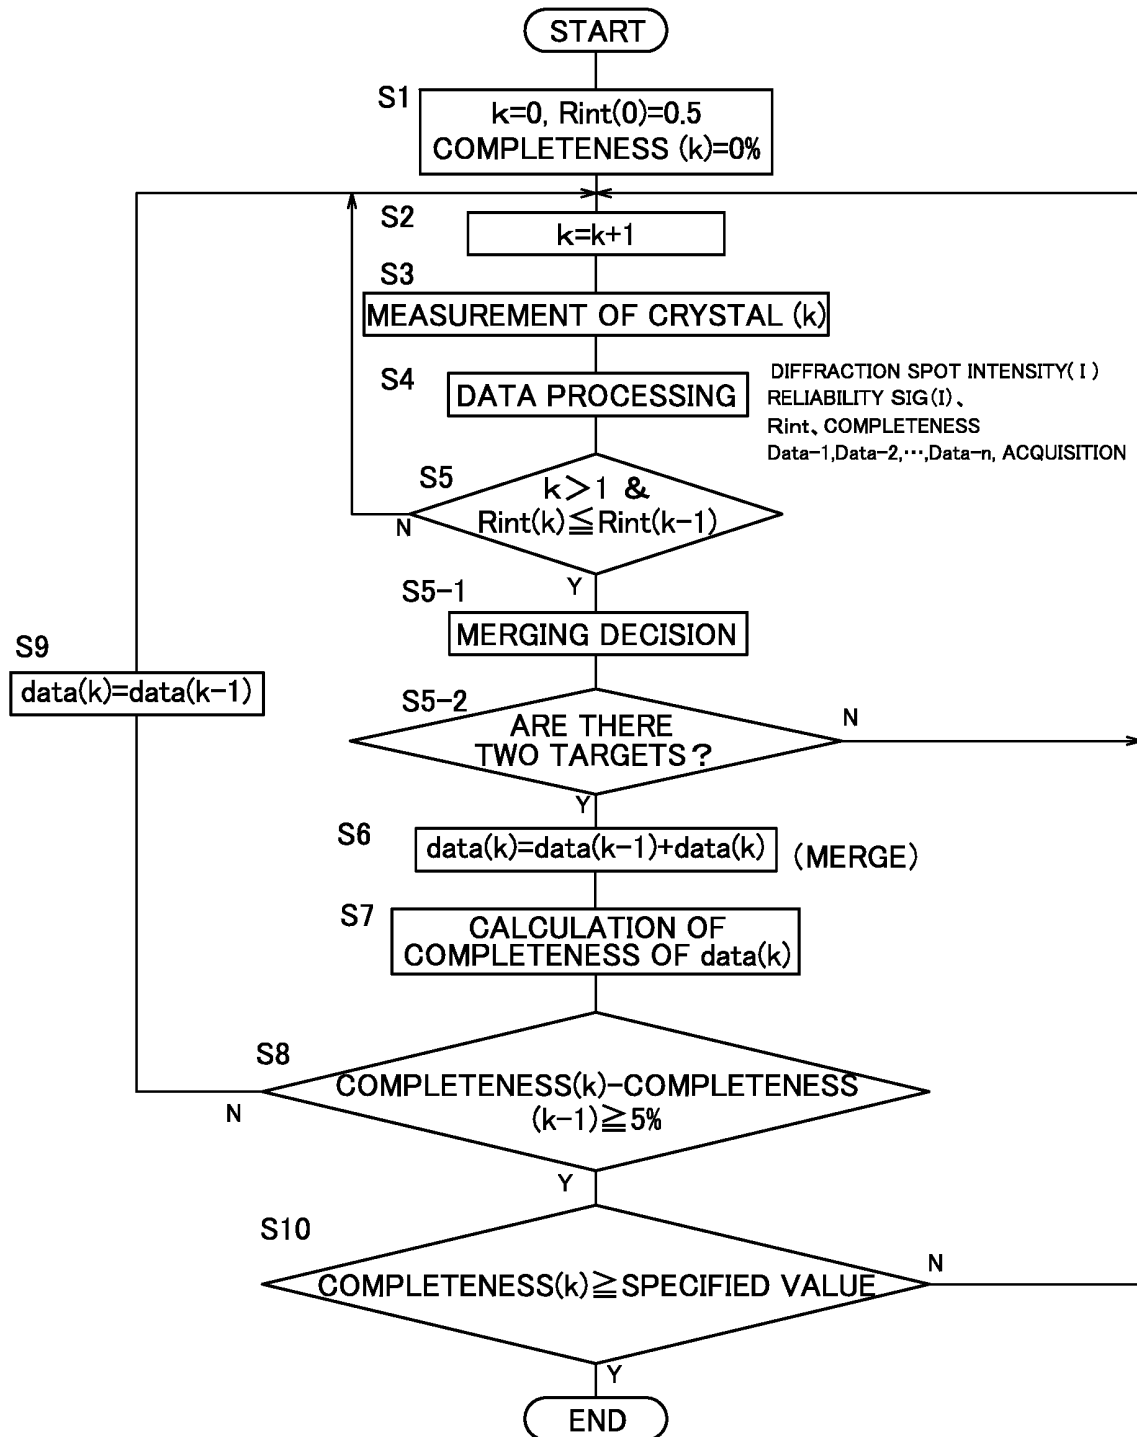 START
S1
k=0, Rint(0)=0.5
COMPLETENESS (k)=0%
S2
k=k+1
S3
MEASUREMENT OF CRYSTAL (k)
S4
DATA PROCESSING
DIFFRACTION SPOT INTENSITY( I )
RELIABILITY SIG(I)、
Rint、COMPLETENESS
Data-1,Data-2,⋯,Data-n, ACQUISITION
S5
k>1 &
Rint(k)≦Rint(k-1)
N
Y
S5-1
MERGING DECISION
S9
data(k)=data(k-1)
S5-2
ARE THERE
TWO TARGETS?
N
Y
S6
data(k)=data(k-1)+data(k)
(MERGE)
S7
CALCULATION OF
COMPLETENESS OF data(k)
S8
COMPLETENESS(k)-COMPLETENESS
(k-1)≧5%
N
Y
S10
COMPLETENESS(k)≧SPECIFIED VALUE
N
Y
END